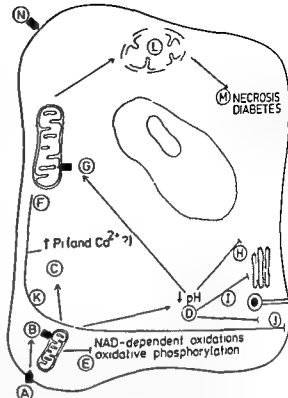 N
L
M NECROSIS
DIABETES
G
F
↑ Pi (and Ca²⁺?)
H
C
↓ pH
I
D
J
K
B
NAD-dependent oxidations
E oxidative phosphorylation
A